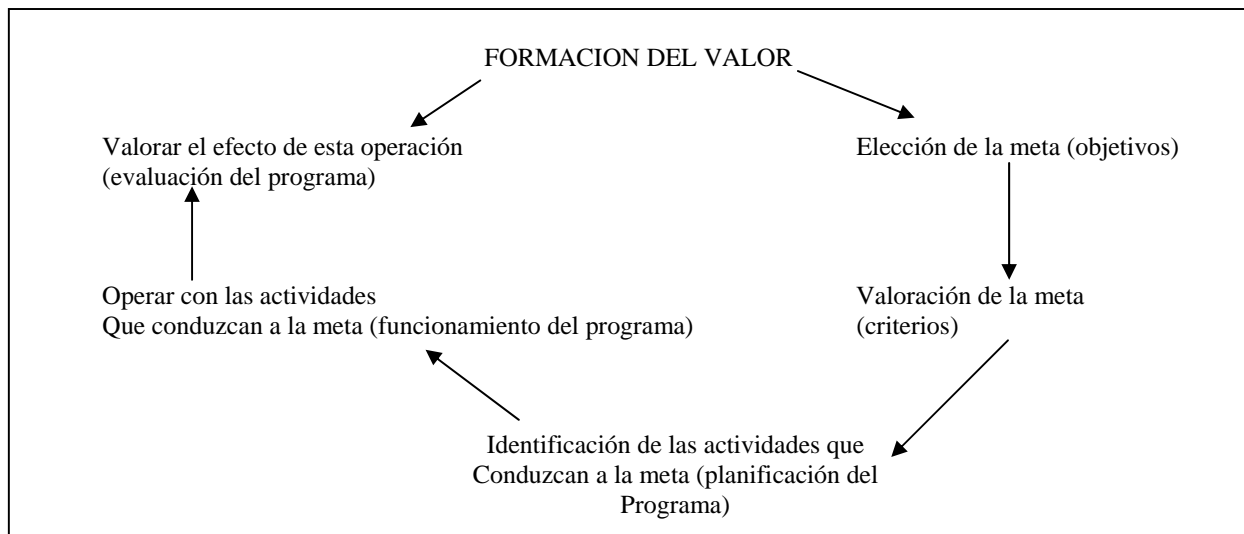 FORMACION DEL VALOR
Valorar el efecto de esta operación
(evaluación del programa)
Elección de la meta (objetivos)
Operar con las actividades
Que conduzcan a la meta (funcionamiento del programa)
Valoración de la meta
(criterios)
Identificación de las actividades que
Conduzcan a la meta (planificación del
Programa)